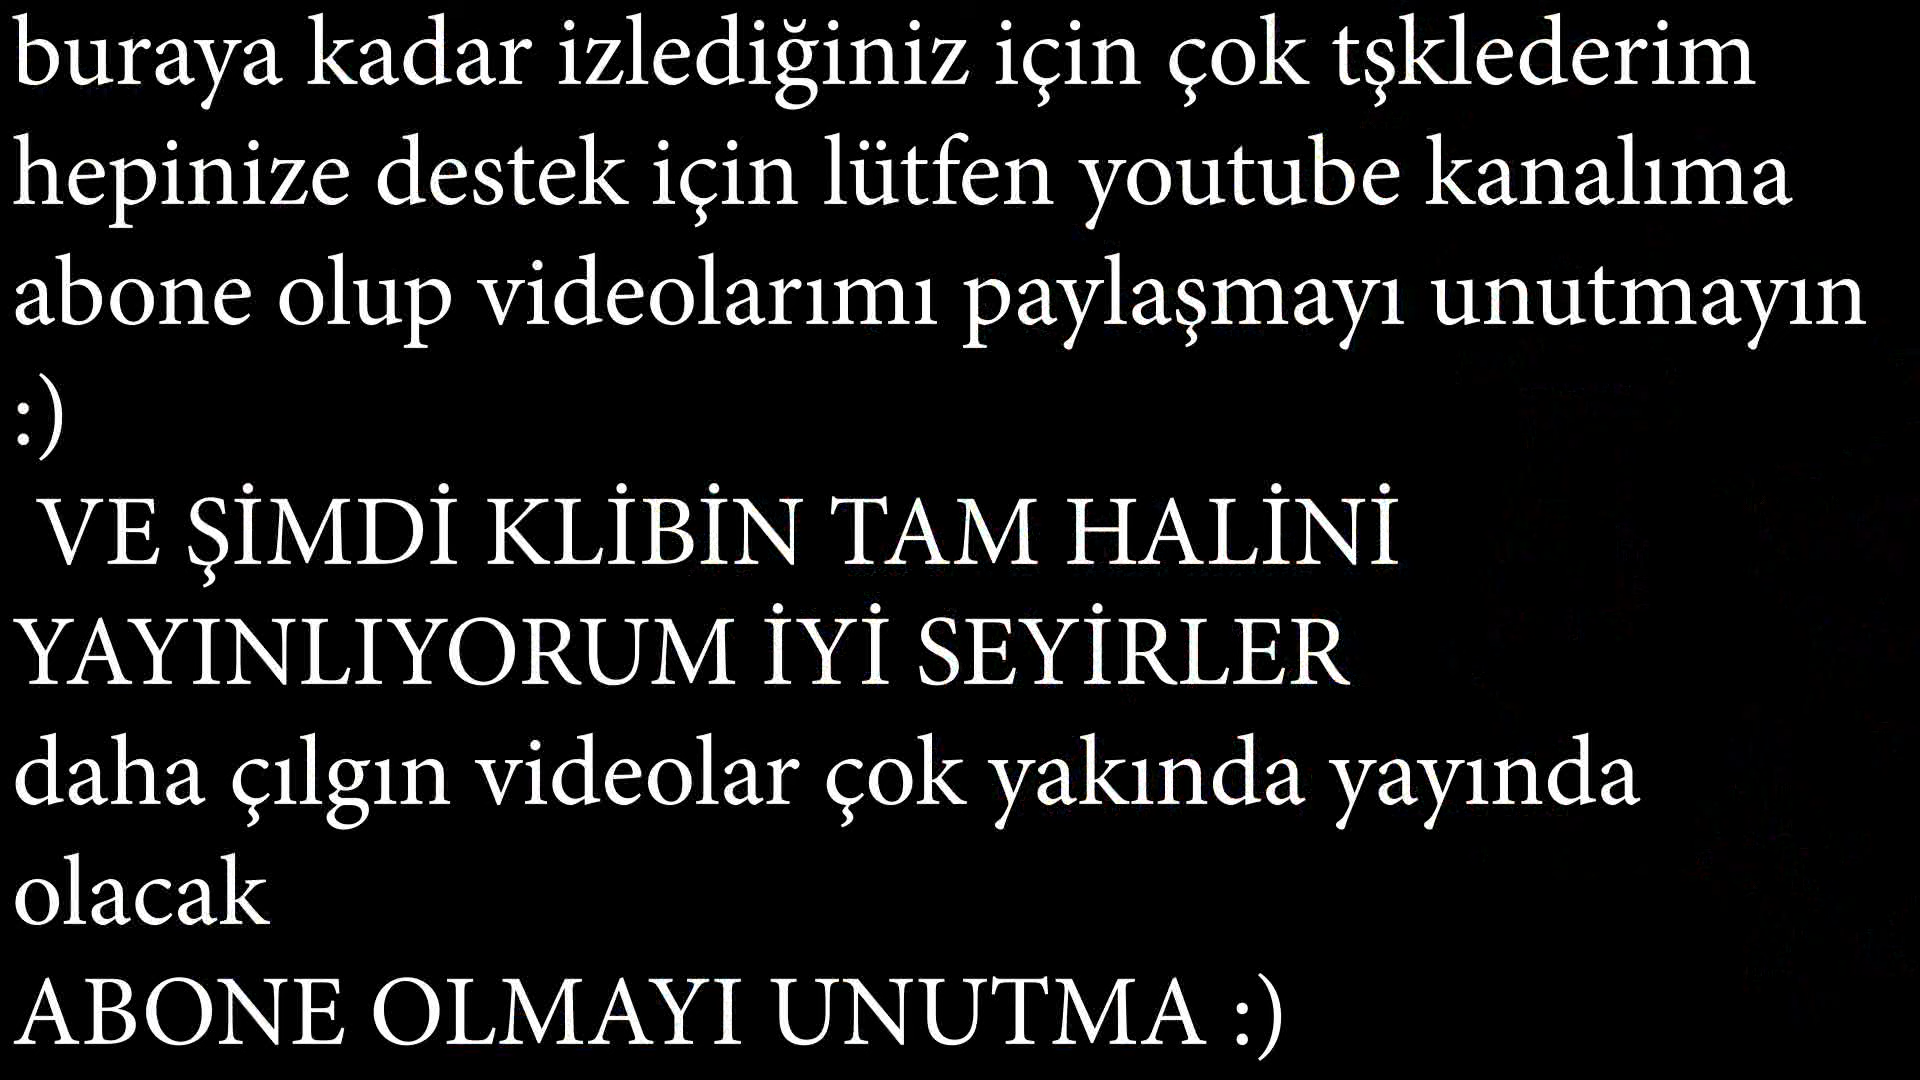 buraya kadar izlediğiniz için çok tşklederim
hepinize destek için lütfen youtube kanalıma
abone olup videolarımı paylaşmayı unutmayın
:)
VE ŞİMDİ KLİBİN TAM HALİNİ
YAYINLIYORUM İYİ SEYİRLER
daha çılgın videolar çok yakında yayında
olacak
ABONE OLMAYI UNUTMA :)